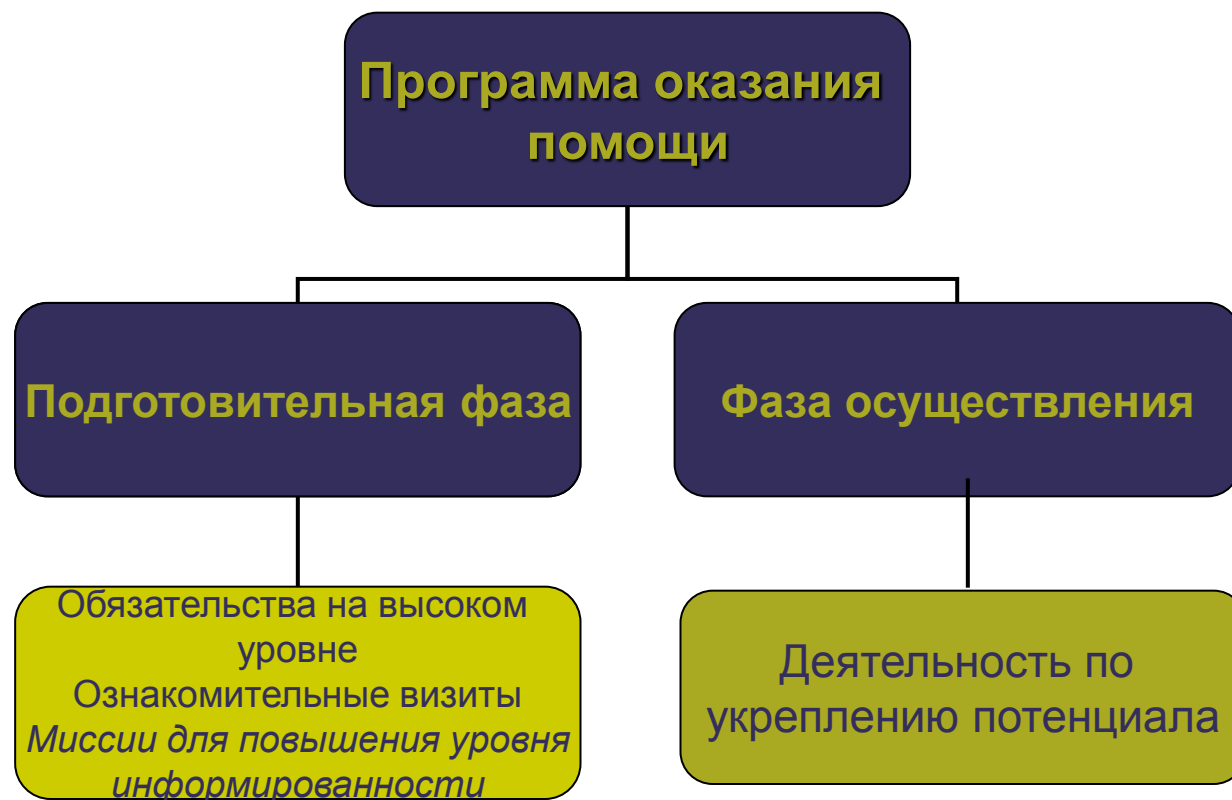 Программа оказания
помощи
Подготовительная фаза
Фаза осуществления
Обязательства на высоком
уровне
Ознакомительные визиты
Миссии для повышения уровня
информированности
Деятельность по
укреплению потенциала